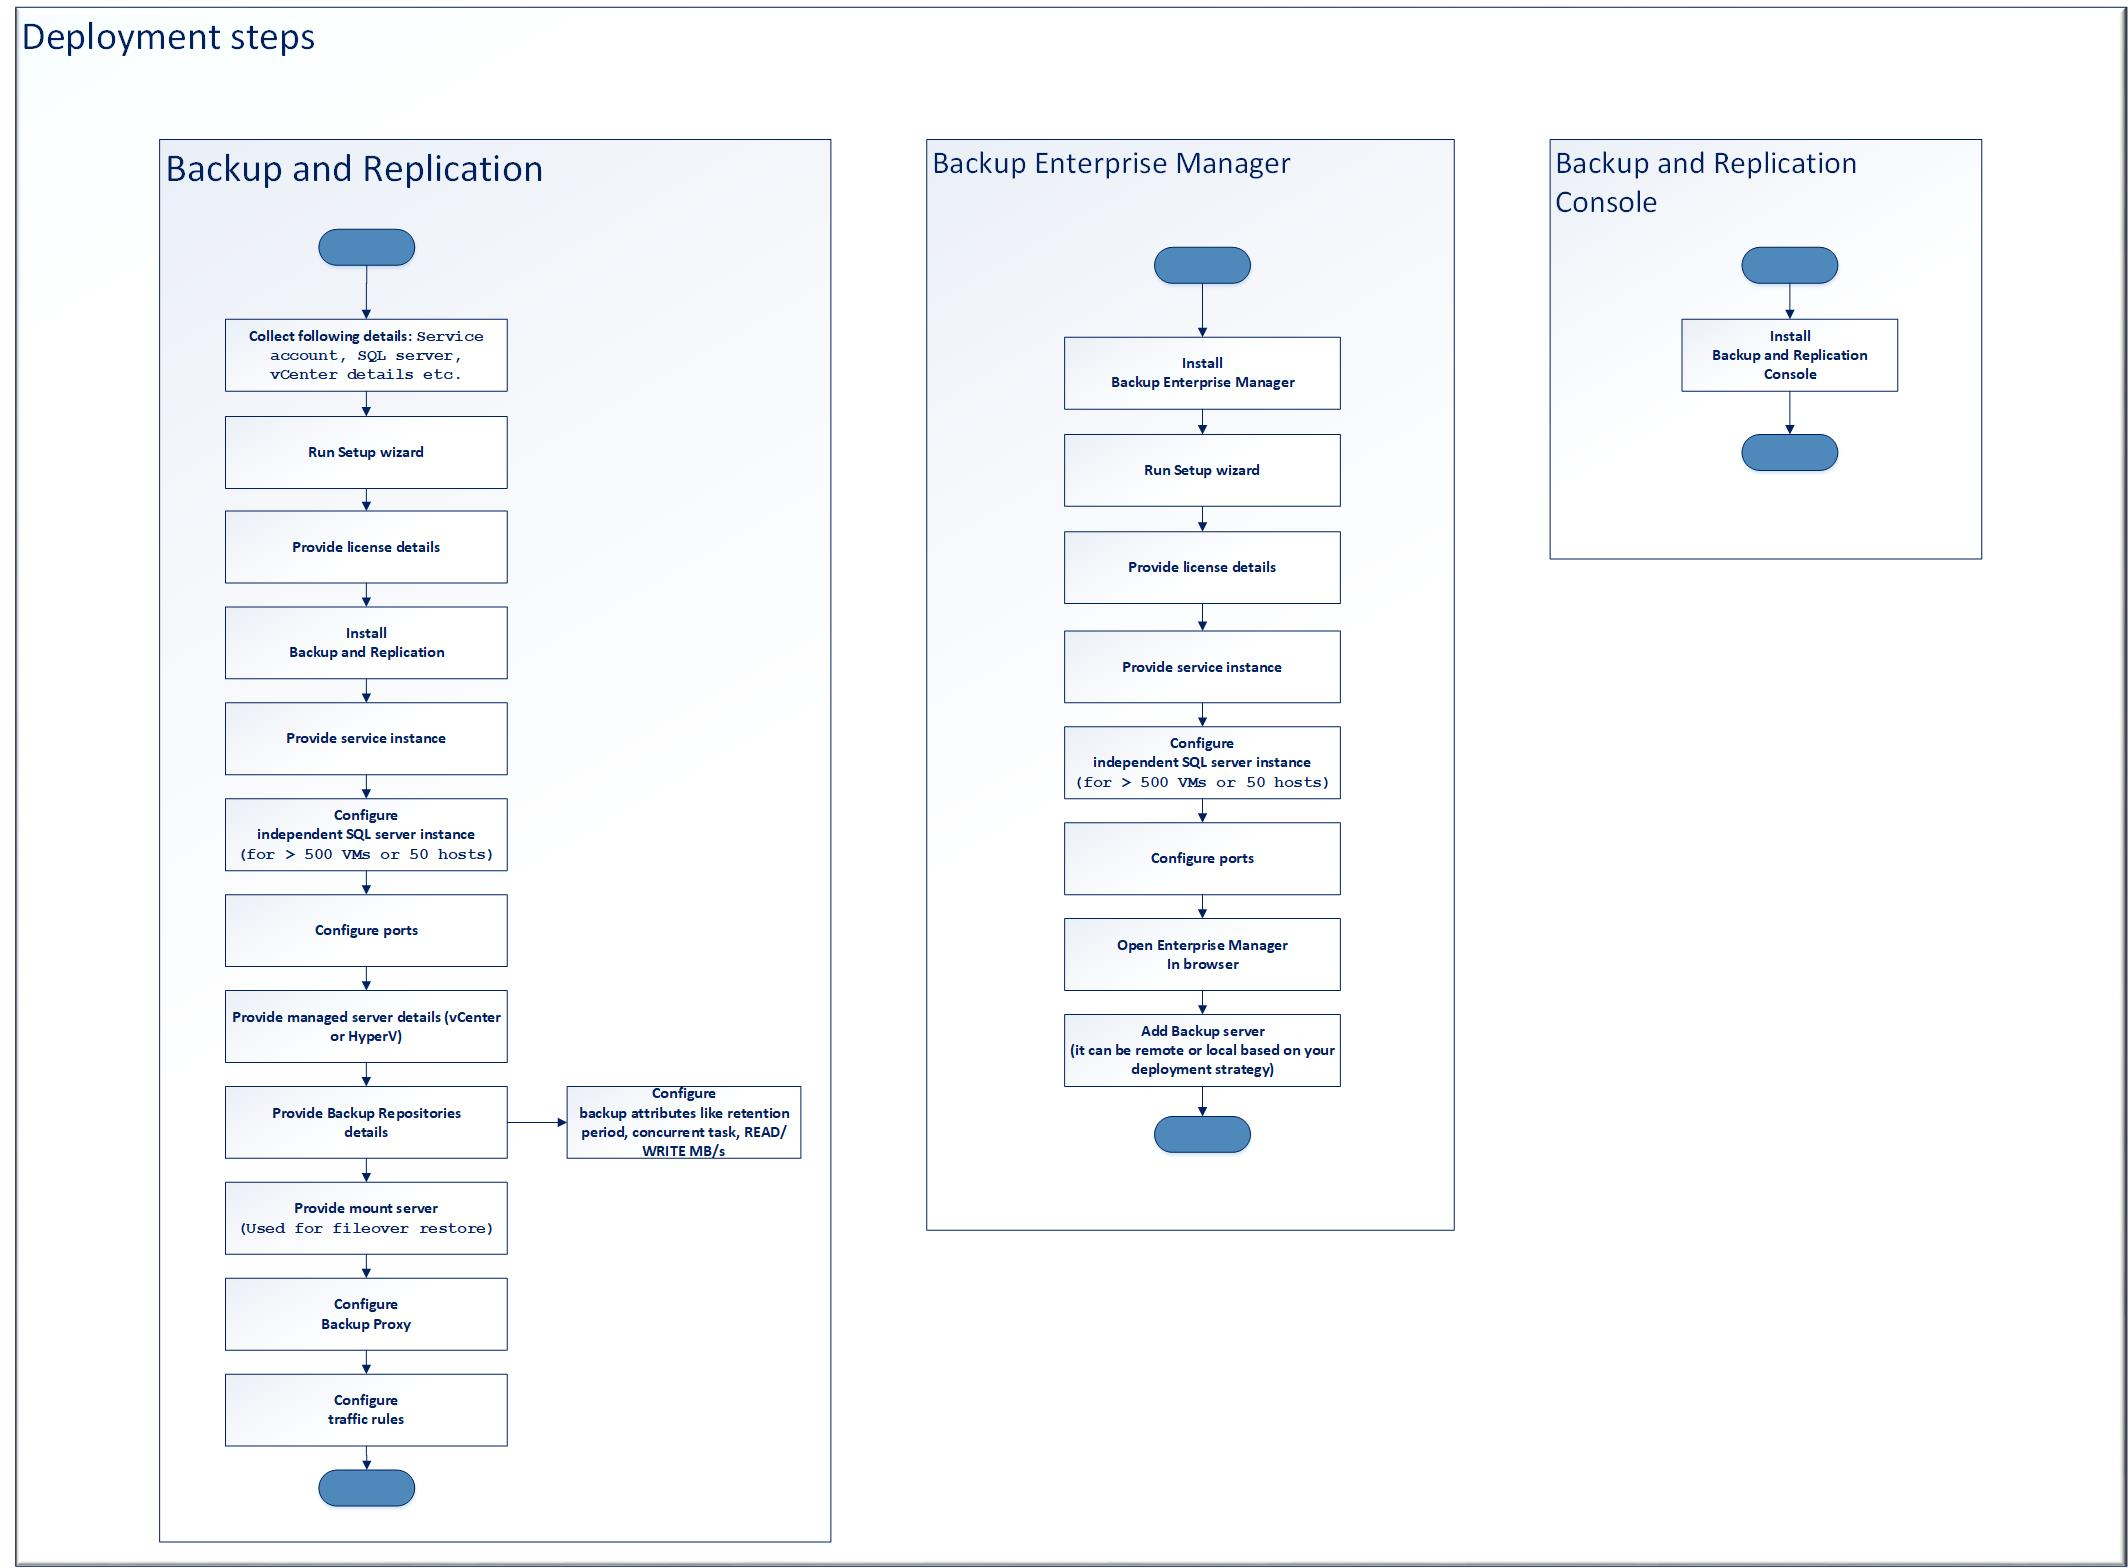 Deployment steps
Backup and Replication
Collect following details: Service
account, SQL server,
vCenter details etc.
Run Setup wizard
Provide license details
Install
Backup and Replication
Provide service instance
Configure
independent SQL server instance
(for > 500 VMs or 50 hosts)
Configure ports
Provide managed server details (vCenter
or HyperV)
Provide Backup Repositories
details
Configure
backup attributes like retention
period, concurrent task, READ/
WRITE MB/s
Provide mount server
(Used for fileover restore)
Configure
Backup Proxy
Configure
traffic rules
Backup Enterprise Manager
Install
Backup Enterprise Manager
Run Setup wizard
Provide license details
Provide service instance
Configure
independent SQL server instance
(for > 500 VMs or 50 hosts)
Configure ports
Open Enterprise Manager
In browser
Add Backup server
(it can be remote or local based on your
deployment strategy)
Backup and Replication
Console
Install
Backup and Replication
Console